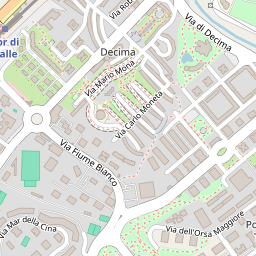 Via Rob
or di
alle
Decima
Via di Decima
Via Mario Mona
Via Carlo Moneta
Via Fiume Bianco
Via Mar della Cina
Via dell'Orsa Maggiore
Po